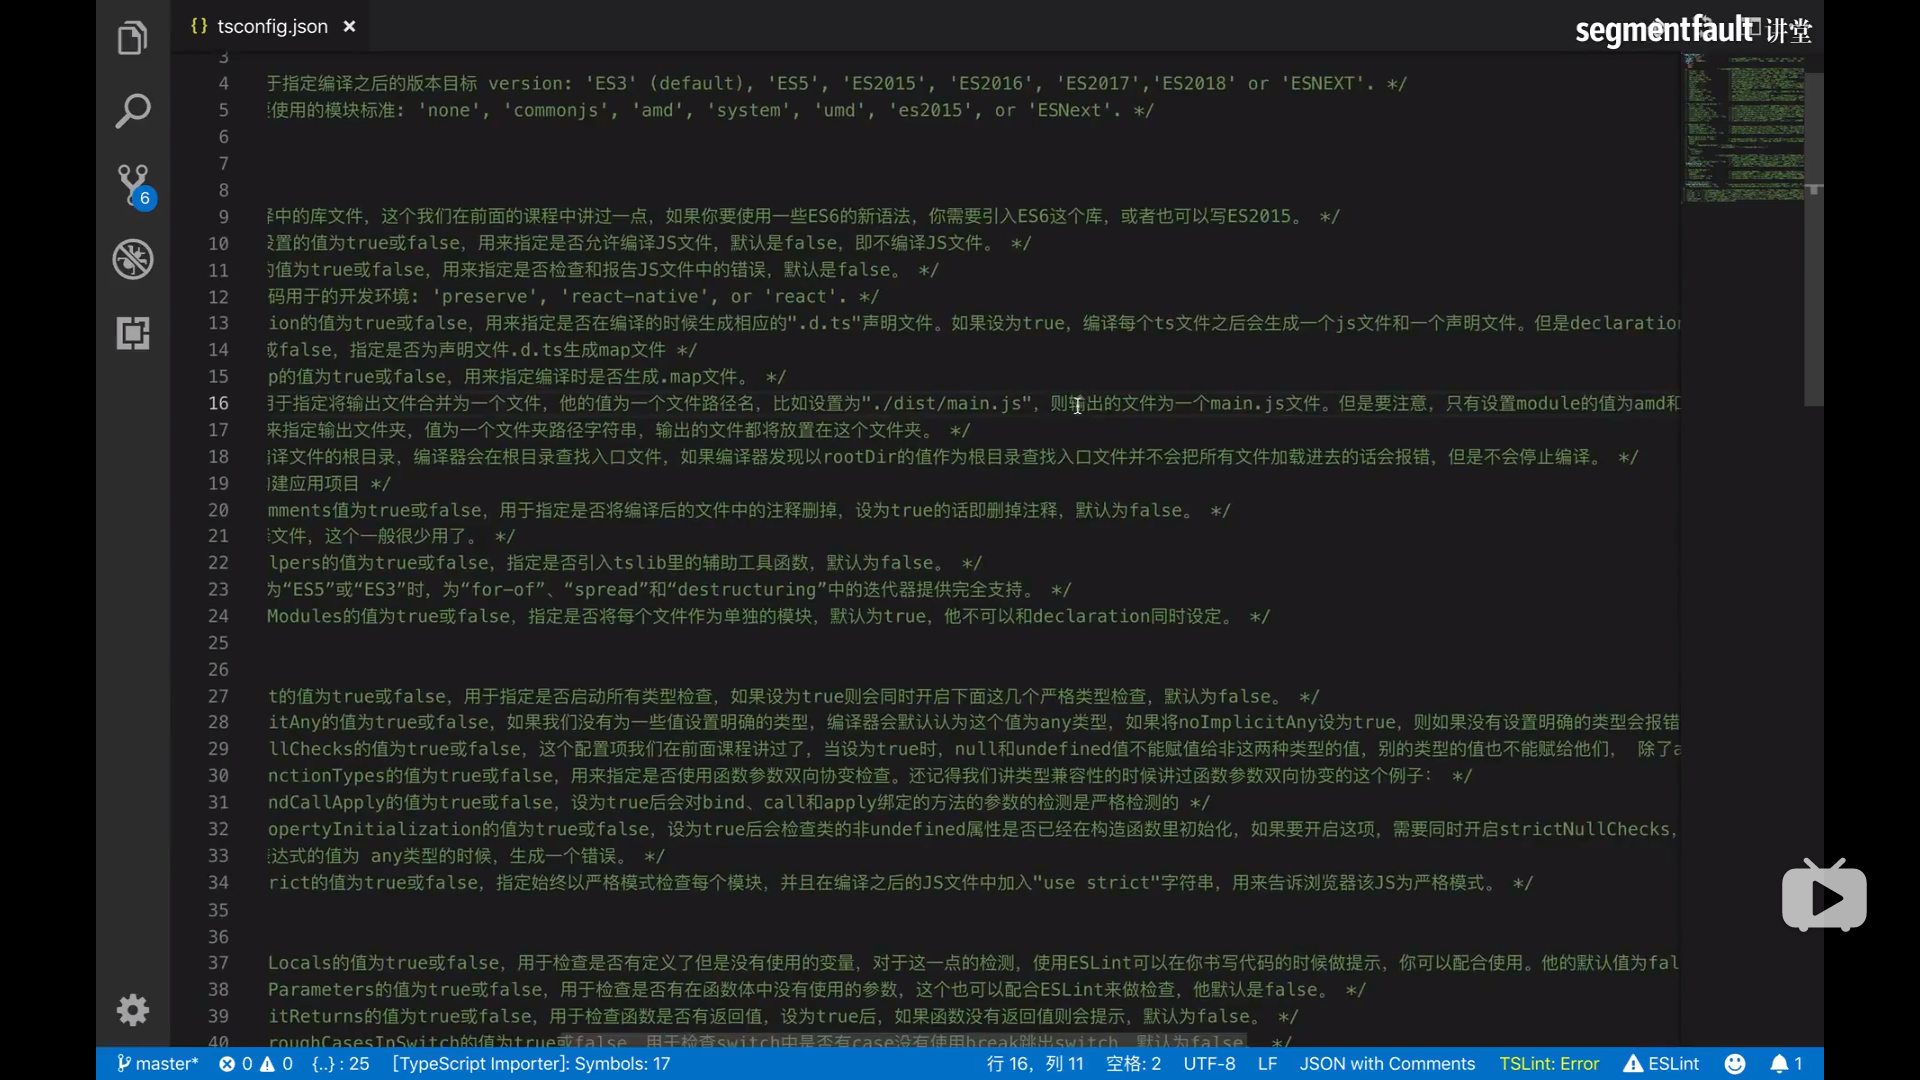 tsconfig.json
segmentfault 讲堂
3
4 于指定编译之后的版本目标 version: 'ES3' (default), 'ES5', 'ES2015', 'ES2016', 'ES2017','ES2018' or 'ESNEXT'. */
5 使用的模块标准: 'none', 'commonjs', 'amd', 'system', 'umd', 'es2015', or 'ESNext'. */
6
7
8
9 中的库文件，这个我们在前面的课程中讲过一点，如果你要使用一些ES6的新语法，你需要引入ES6这个库，或者也可以写ES2015。 */
10 设置的值为true或false，用来指定是否允许编译JS文件，默认是false，即不编译JS文件。 */
11 的值为true或false，用来指定是否检查和报告JS文件中的错误，默认是false。 */
12 码用于的开发环境: 'preserve', 'react-native', or 'react'. */
13 ion的值为true或false，用来指定是否在编译的时候生成相应的".d.ts"声明文件。如果设为true，编译每个ts文件之后会生成一个js文件和一个声明文件。但是declaration
14 或false，指定是否为声明文件.d.ts生成map文件 */
15 p的值为true或false，用来指定编译时是否生成.map文件。 */
16 用于指定将输出文件合并为一个文件，他的值为一个文件路径名，比如设置为"./dist/main.js"，则输出的文件为一个main.js文件。但是要注意，只有设置module的值为amd和
17 来指定输出文件夹，值为一个文件夹路径字符串，输出的文件都将放置在这个文件夹。 */
18 编译文件的根目录，编译器会在根目录查找入口文件，如果编译器发现以rootDir的值作为根目录查找入口文件并不会把所有文件加载进去的话会报错，但是不会停止编译。 */
19 建应用项目 */
20 mments值为true或false，用于指定是否将编译后的文件中的注释删掉，设为true的话即删掉注释，默认为false。 */
21 文件，这个一般很少用了。 */
22 lpers的值为true或false，指定是否引入tslib里的辅助工具函数，默认为false。 */
23 为“ES5”或“ES3”时，为“for-of”、“spread”和“destructuring”中的迭代器提供完全支持。 */
24 Modules的值为true或false，指定是否将每个文件作为单独的模块，默认为true，他不可以和declaration同时设定。 */
25
26
27 t的值为true或false，用于指定是否启动所有类型检查，如果设为true则会同时开启下面这几个严格类型检查，默认为false。 */
28 itAny的值为true或false，如果我们没有为一些值设置明确的类型，编译器会默认认为这个值为any类型，如果将noImplicitAny设为true，则如果没有设置明确的类型会报错
29 llChecks的值为true或false，这个配置项我们在前面课程讲过了，当设为true时，null和undefined值不能赋值给非这两种类型的值，别的类型的值也不能赋给他们， 除了a
30 nctionTypes的值为true或false，用来指定是否使用函数参数双向协变检查。还记得我们讲类型兼容性的时候讲过函数参数双向协变的这个例子： */
31 ndCallApply的值为true或false，设为true后会对bind、call和apply绑定的方法的参数的检测是严格检测的 */
32 opertyInitialization的值为true或false，设为true后会检查类的非undefined属性是否已经在构造函数里初始化，如果要开启这项，需要同时开启strictNullChecks，
33 达式的值为 any类型的时候，生成一个错误。 */
34 rict的值为true或false，指定始终以严格模式检查每个模块，并且在编译之后的JS文件中加入"use strict"字符串，用来告诉浏览器该JS为严格模式。 */
35
36
37 Locals的值为true或false，用于检查是否有定义了但是没有使用的变量，对于这一点的检测，使用ESLint可以在你书写代码的时候做提示，你可以配合使用。他的默认值为fal
38 Parameters的值为true或false，用于检查是否有在函数体中没有使用的参数，这个也可以配合ESLint来做检查，他默认是false。 */
39 itReturns的值为true或false，用于检查函数是否有返回值，设为true后，如果函数没有返回值则会提示，默认为false。 */
40 roughCasesInSwitch的值为true或false，用于检查switch中是否有case没有使用break跳出switch，默认为false。 */
6
master* 0 0 {..} : 25 [TypeScript Importer]: Symbols: 17 行 16，列 11 空格: 2 UTF-8 LF JSON with Comments TSLint: Error ESLint 1